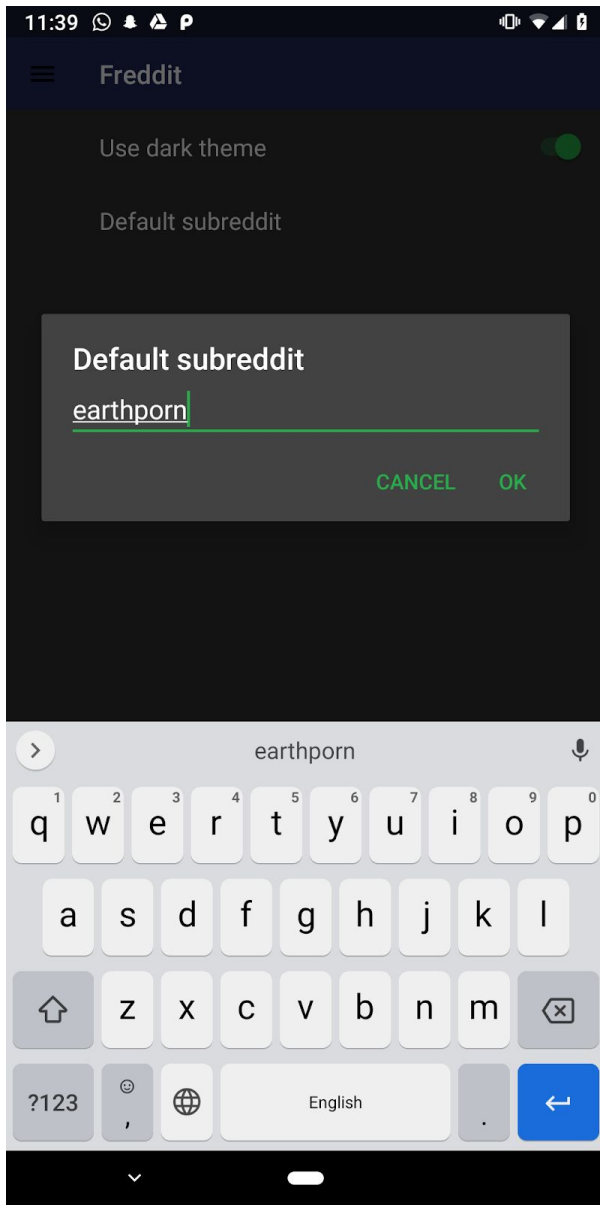 11:39
Freddit
Use dark theme
Default subreddit
Default subreddit
earthporn
CANCEL OK
earthporn
1 2 3 4 5 6 7 8 9 0
q w e r t y u i o p
a s d f g h j k l
z x c v b n m
?123 , English .